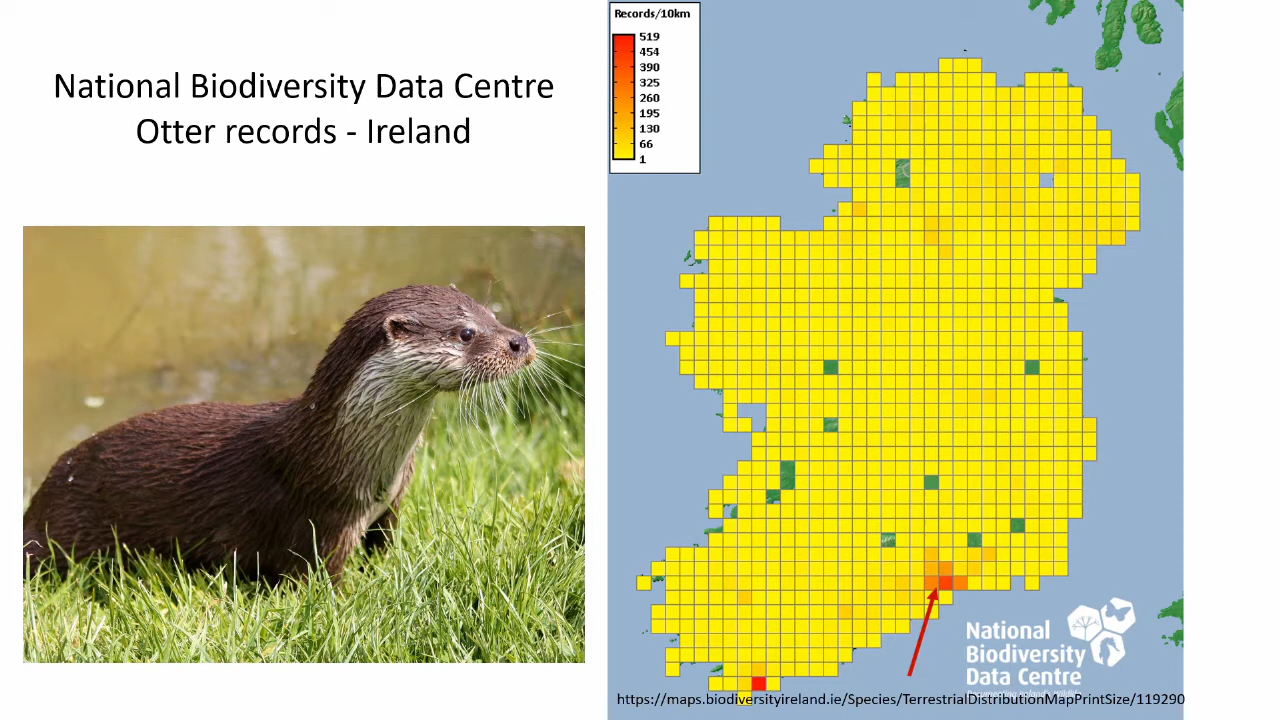 National Biodiversity Data Centre
Otter records - Ireland
Records/10km
519
454
390
325
260
195
130
66
1
National
Biodiversity
Data Centre
https://maps.biodiversityireland.ie/Species/TerrestrialDistributionMapPrintSize/119290